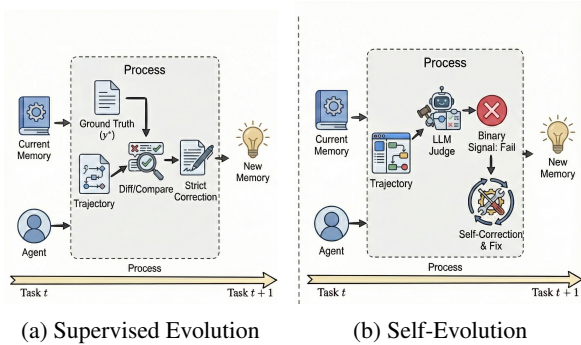 Process
Ground Truth
(y*)
Current
Memory
Trajectory
Diff/Compare
Strict
Correction
New
Memory
Agent
Process
Task t
Task t + 1
(a) Supervised Evolution
Process
Current
Memory
Trajectory
LLM
Judge
Binary
Signal: Fail
New
Memory
Self-Correction
& Fix
Agent
Process
Task t
Task t + 1
(b) Self-Evolution